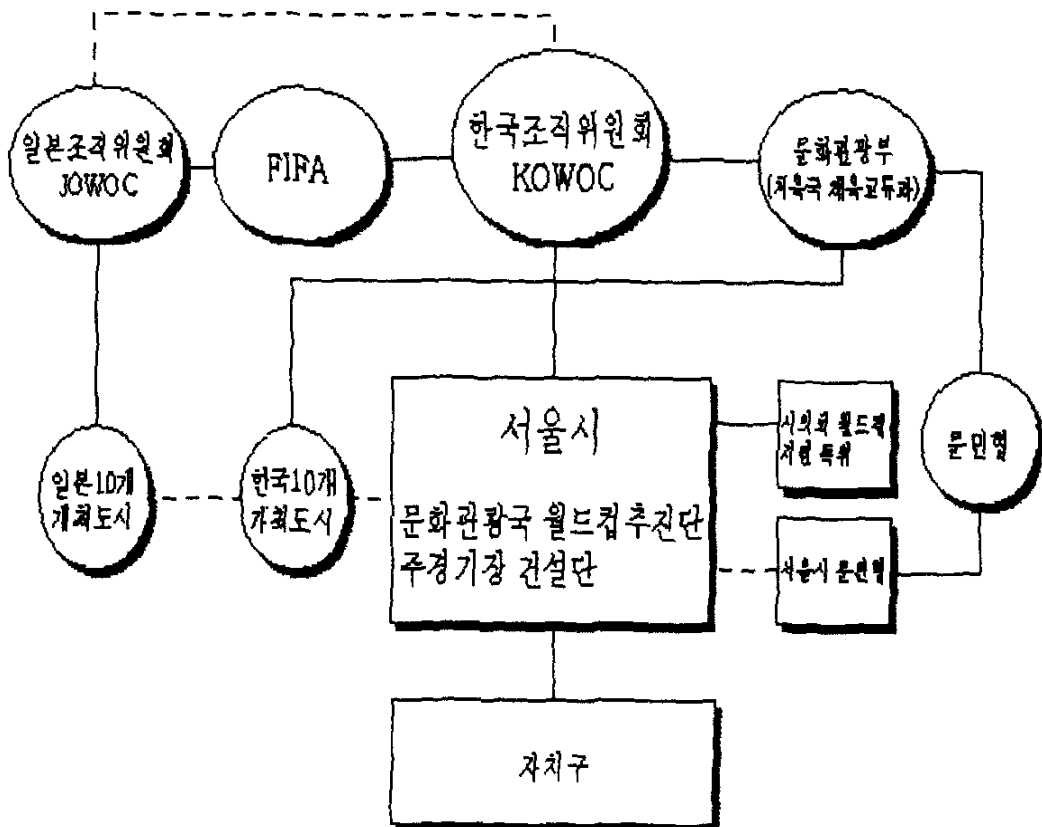 일본조직위원회
JOWOC
FIFA
한국조직위원회
KOWOC
문화관광부
(체육국 체육교류과)
서울시
문화관광국 월드컵추진단
주경기장 건설단
시의회 월드컵
지원 특위
문민협
일본10개
개최도시
한국10개
개최도시
서울시 문민협
자치구